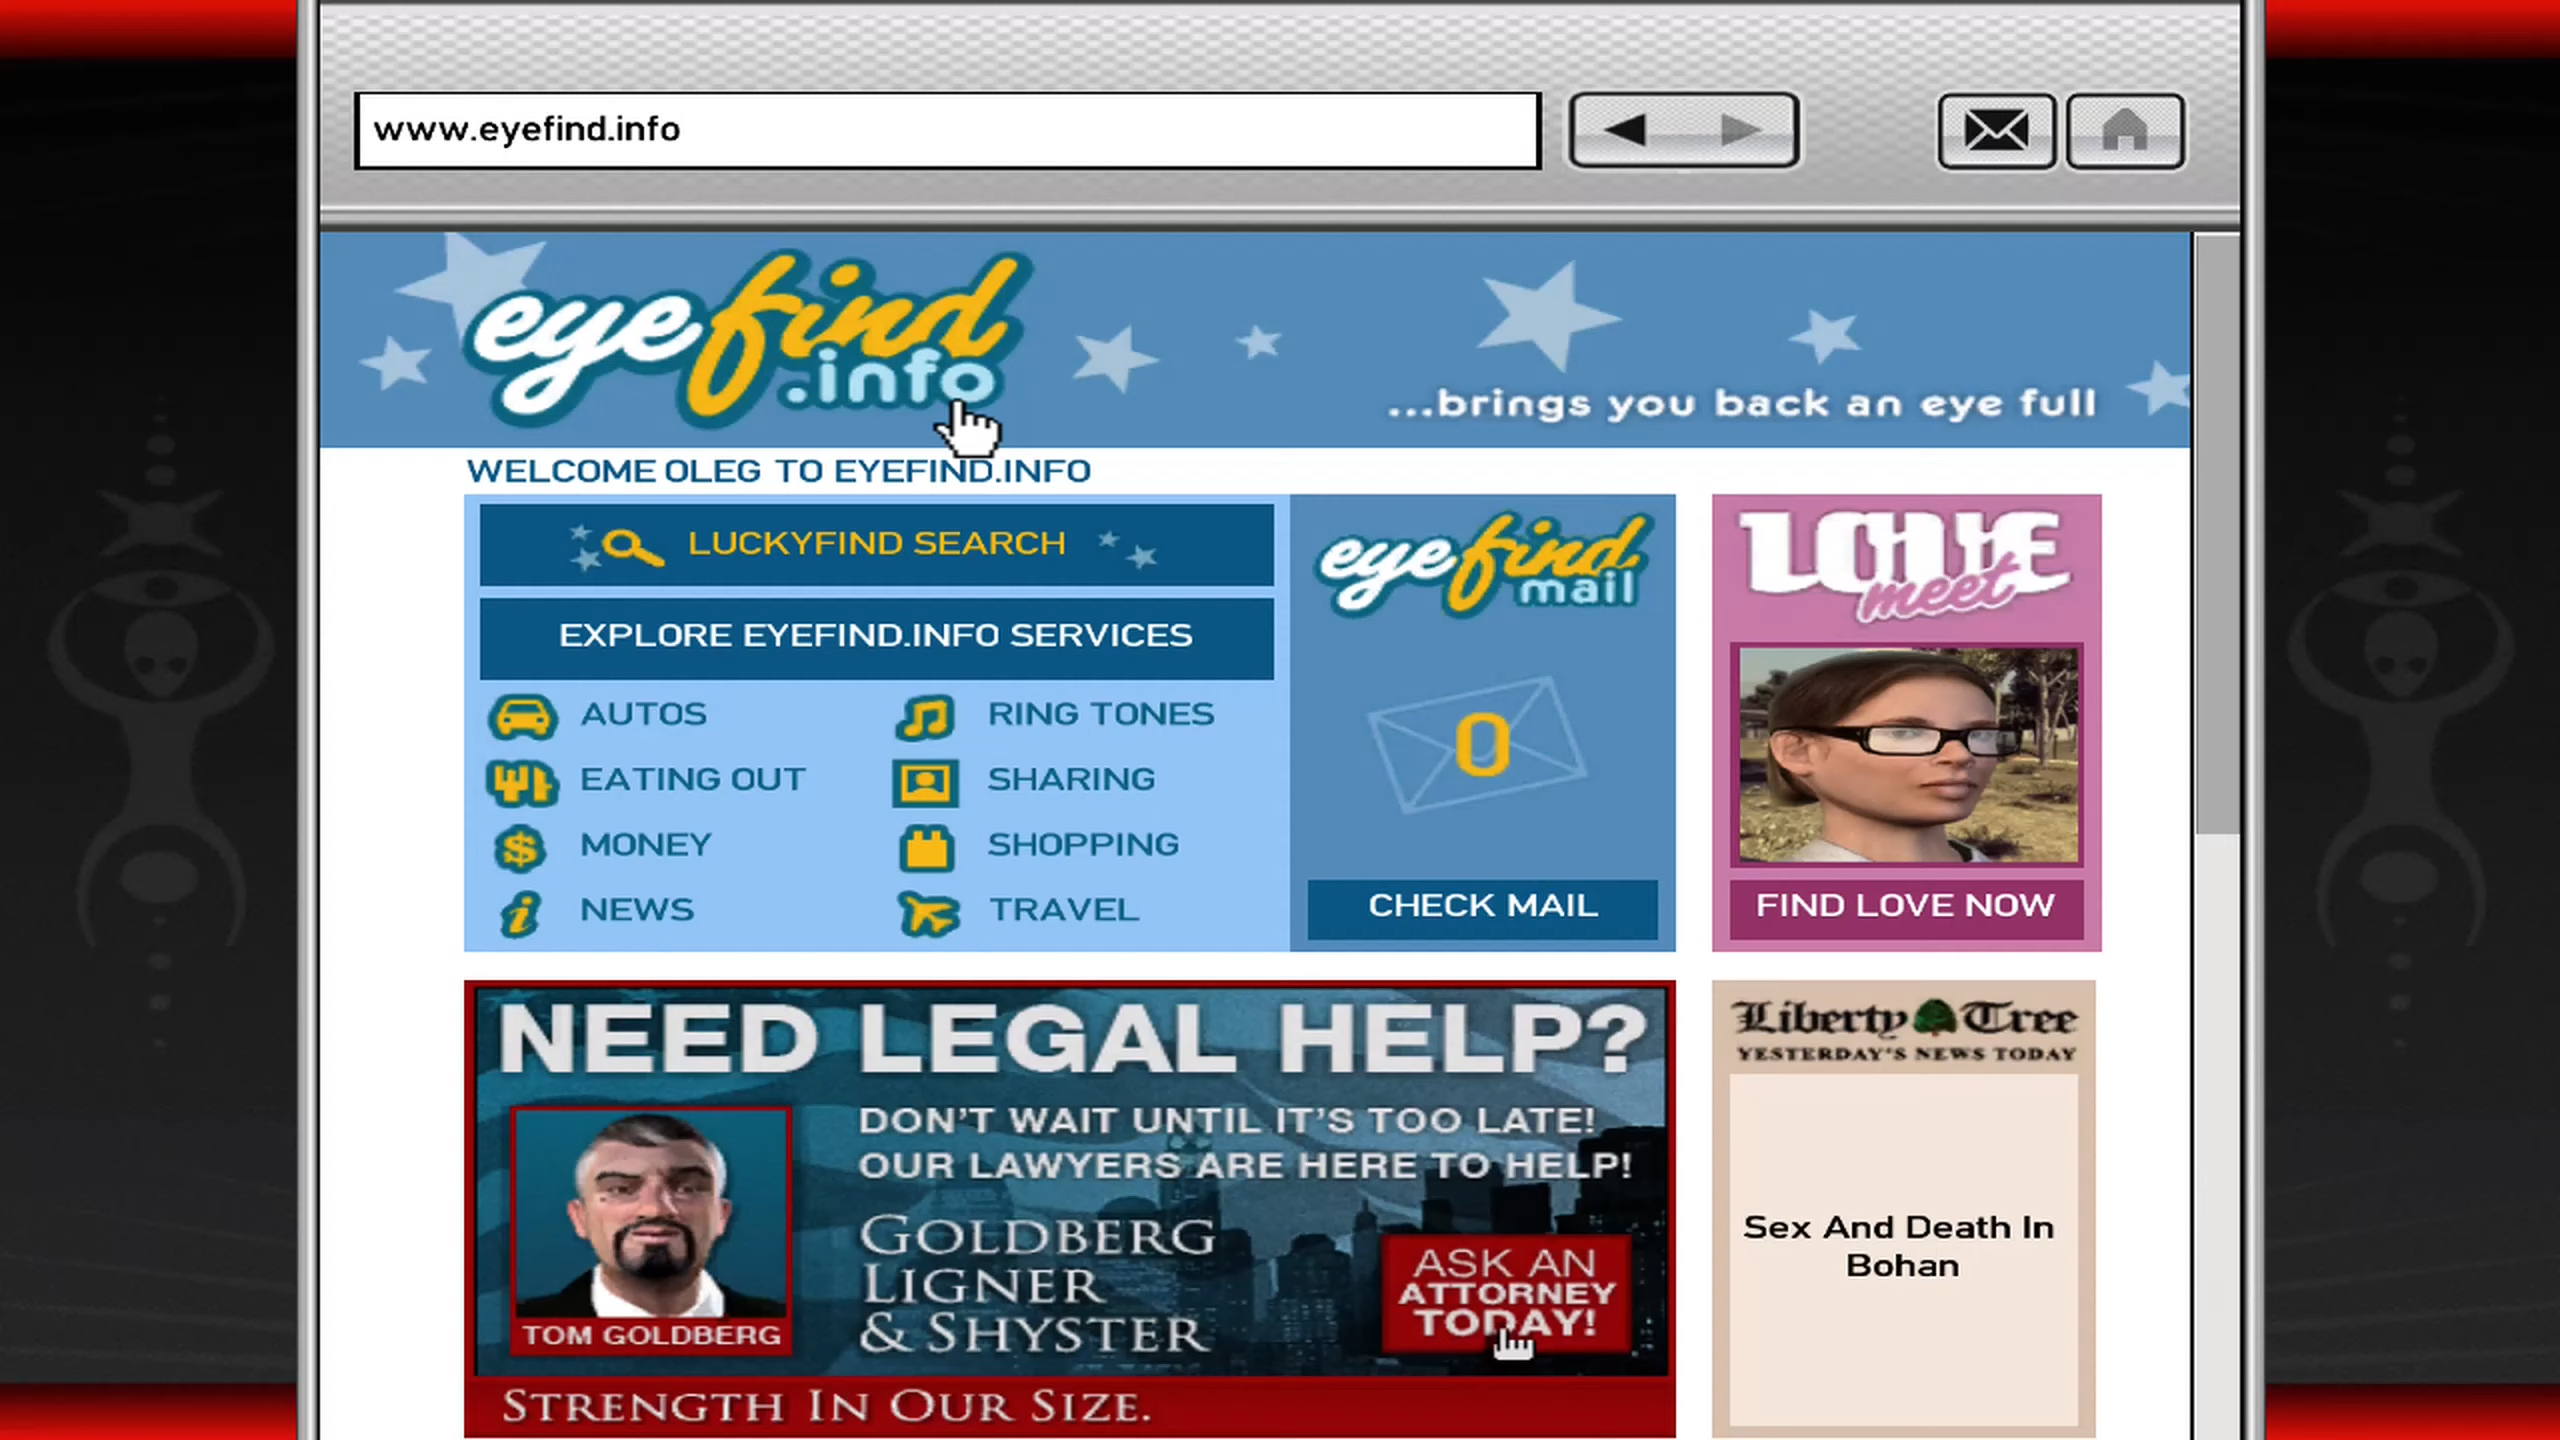 www.eyefind.info
eyefind
.info
...brings you back an eye full
WELCOME OLEG TO EYEFIND.INFO
LUCKYFIND SEARCH
EXPLORE EYEFIND.INFO SERVICES
AUTOS
RING TONES
EATING OUT
SHARING
MONEY
SHOPPING
NEWS
TRAVEL
eyefind
mail
0
CHECK MAIL
LOVE
meet
FIND LOVE NOW
NEED LEGAL HELP?
DON'T WAIT UNTIL IT'S TOO LATE!
OUR LAWYERS ARE HERE TO HELP!
GOLDBERG
LIGNER
& SHYSTER
TOM GOLDBERG
ASK AN
ATTORNEY
TODAY!
STRENGTH IN OUR SIZE.
Liberty Tree
YESTERDAY'S NEWS TODAY
Sex And Death In
Bohan